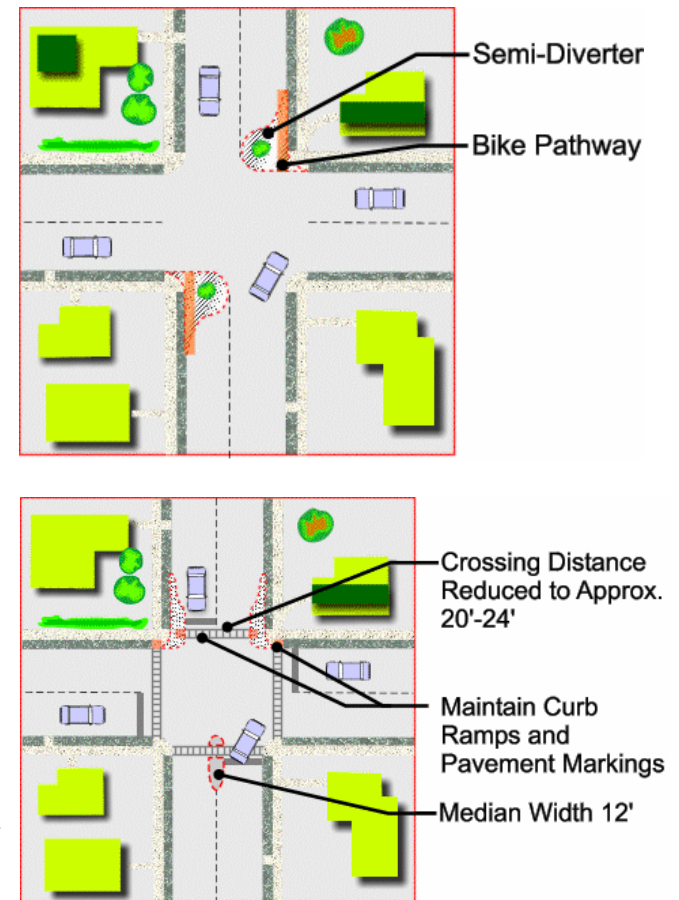 Semi-Diverter
Bike Pathway
Crossing Distance
Reduced to Approx.
20'-24'
Maintain Curb
Ramps and
Pavement Markings
Median Width 12'